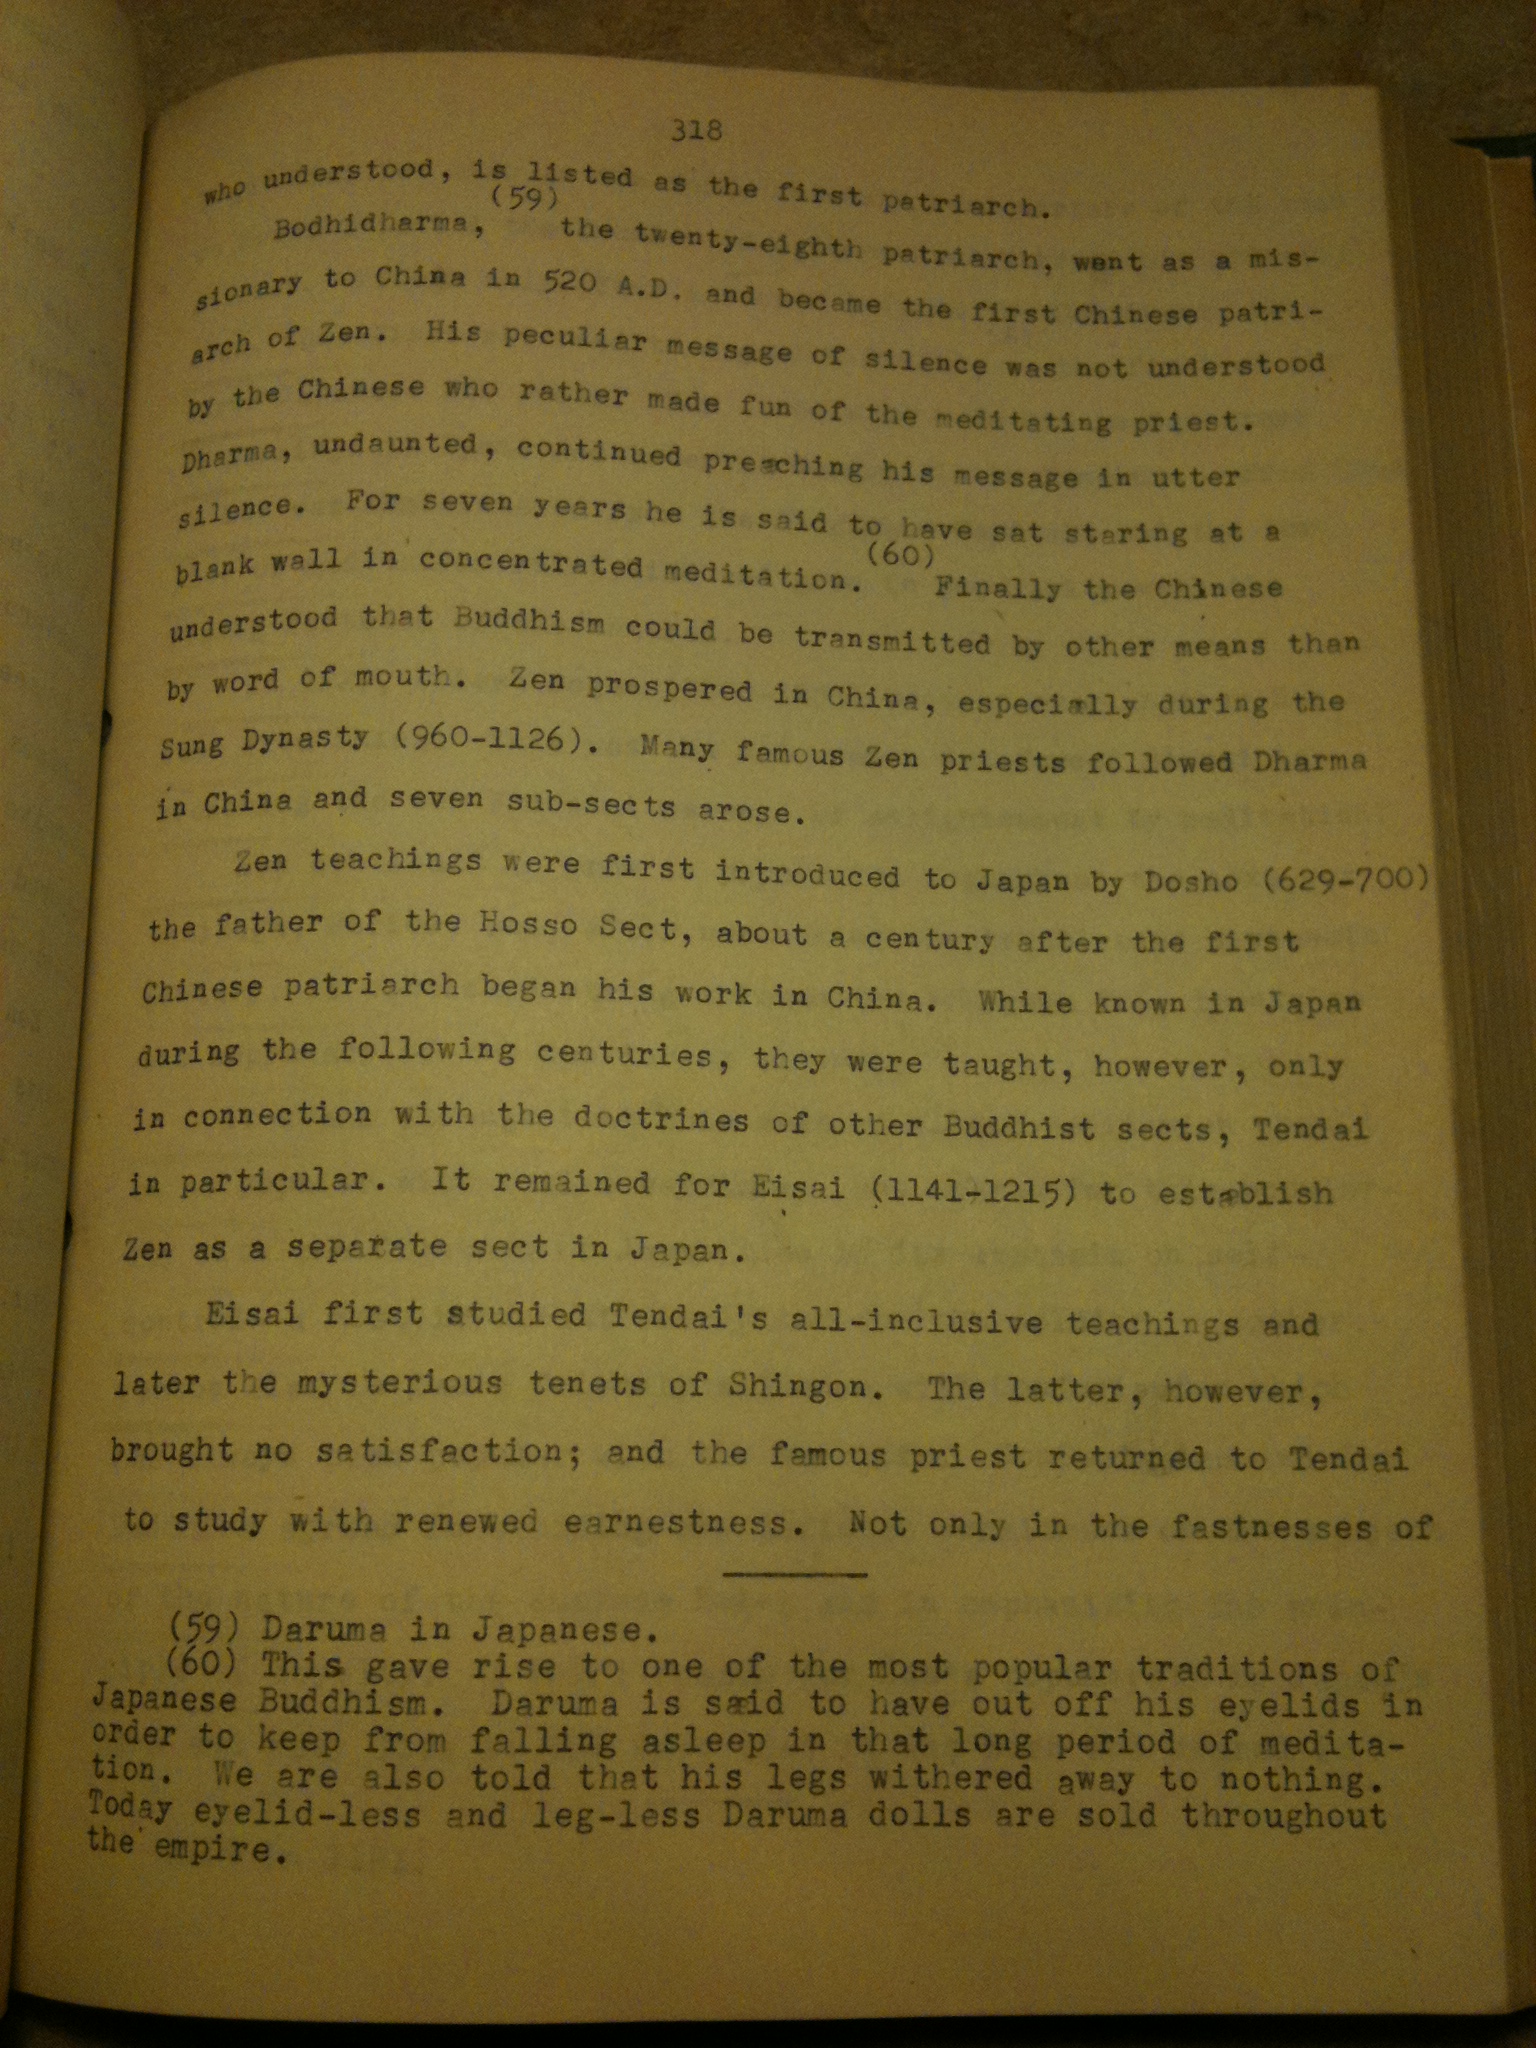 318
who understood, is listed as the first patriarch.
Bodhidharma,(59) the twenty-eighth patriarch, went as a mis-
sionary to China in 520 A.D. and became the first Chinese patri-
arch of Zen. His peculiar message of silence was not understood
by the Chinese who rather made fun of the meditating priest.
Dharma, undaunted, continued preaching his message in utter
silence. For seven years he is said to have sat staring at a
blank wall in concentrated meditation.(60) Finally the Chinese
understood that Buddhism could be transmitted by other means than
by word of mouth. Zen prospered in China, especially during the
Sung Dynasty (960-1126). Many famous Zen priests followed Dharma
in China and seven sub-sects arose.
Zen teachings were first introduced to Japan by Dosho (629-700)
the father of the Hosso Sect, about a century after the first
Chinese patriarch began his work in China. While known in Japan
during the following centuries, they were taught, however, only
in connection with the doctrines of other Buddhist sects, Tendai
in particular. It remained for Eisai (1141-1215) to establish
Zen as a separate sect in Japan.
Eisai first studied Tendai's all-inclusive teachings and
later the mysterious tenets of Shingon. The latter, however,
brought no satisfaction; and the famous priest returned to Tendai
to study with renewed earnestness. Not only in the fastnesses of
(59) Daruma in Japanese.
(60) This gave rise to one of the most popular traditions of
Japanese Buddhism. Daruma is said to have out off his eyelids in
order to keep from falling asleep in that long period of medita-
tion. We are also told that his legs withered away to nothing.
Today eyelid-less and leg-less Daruma dolls are sold throughout
the empire.